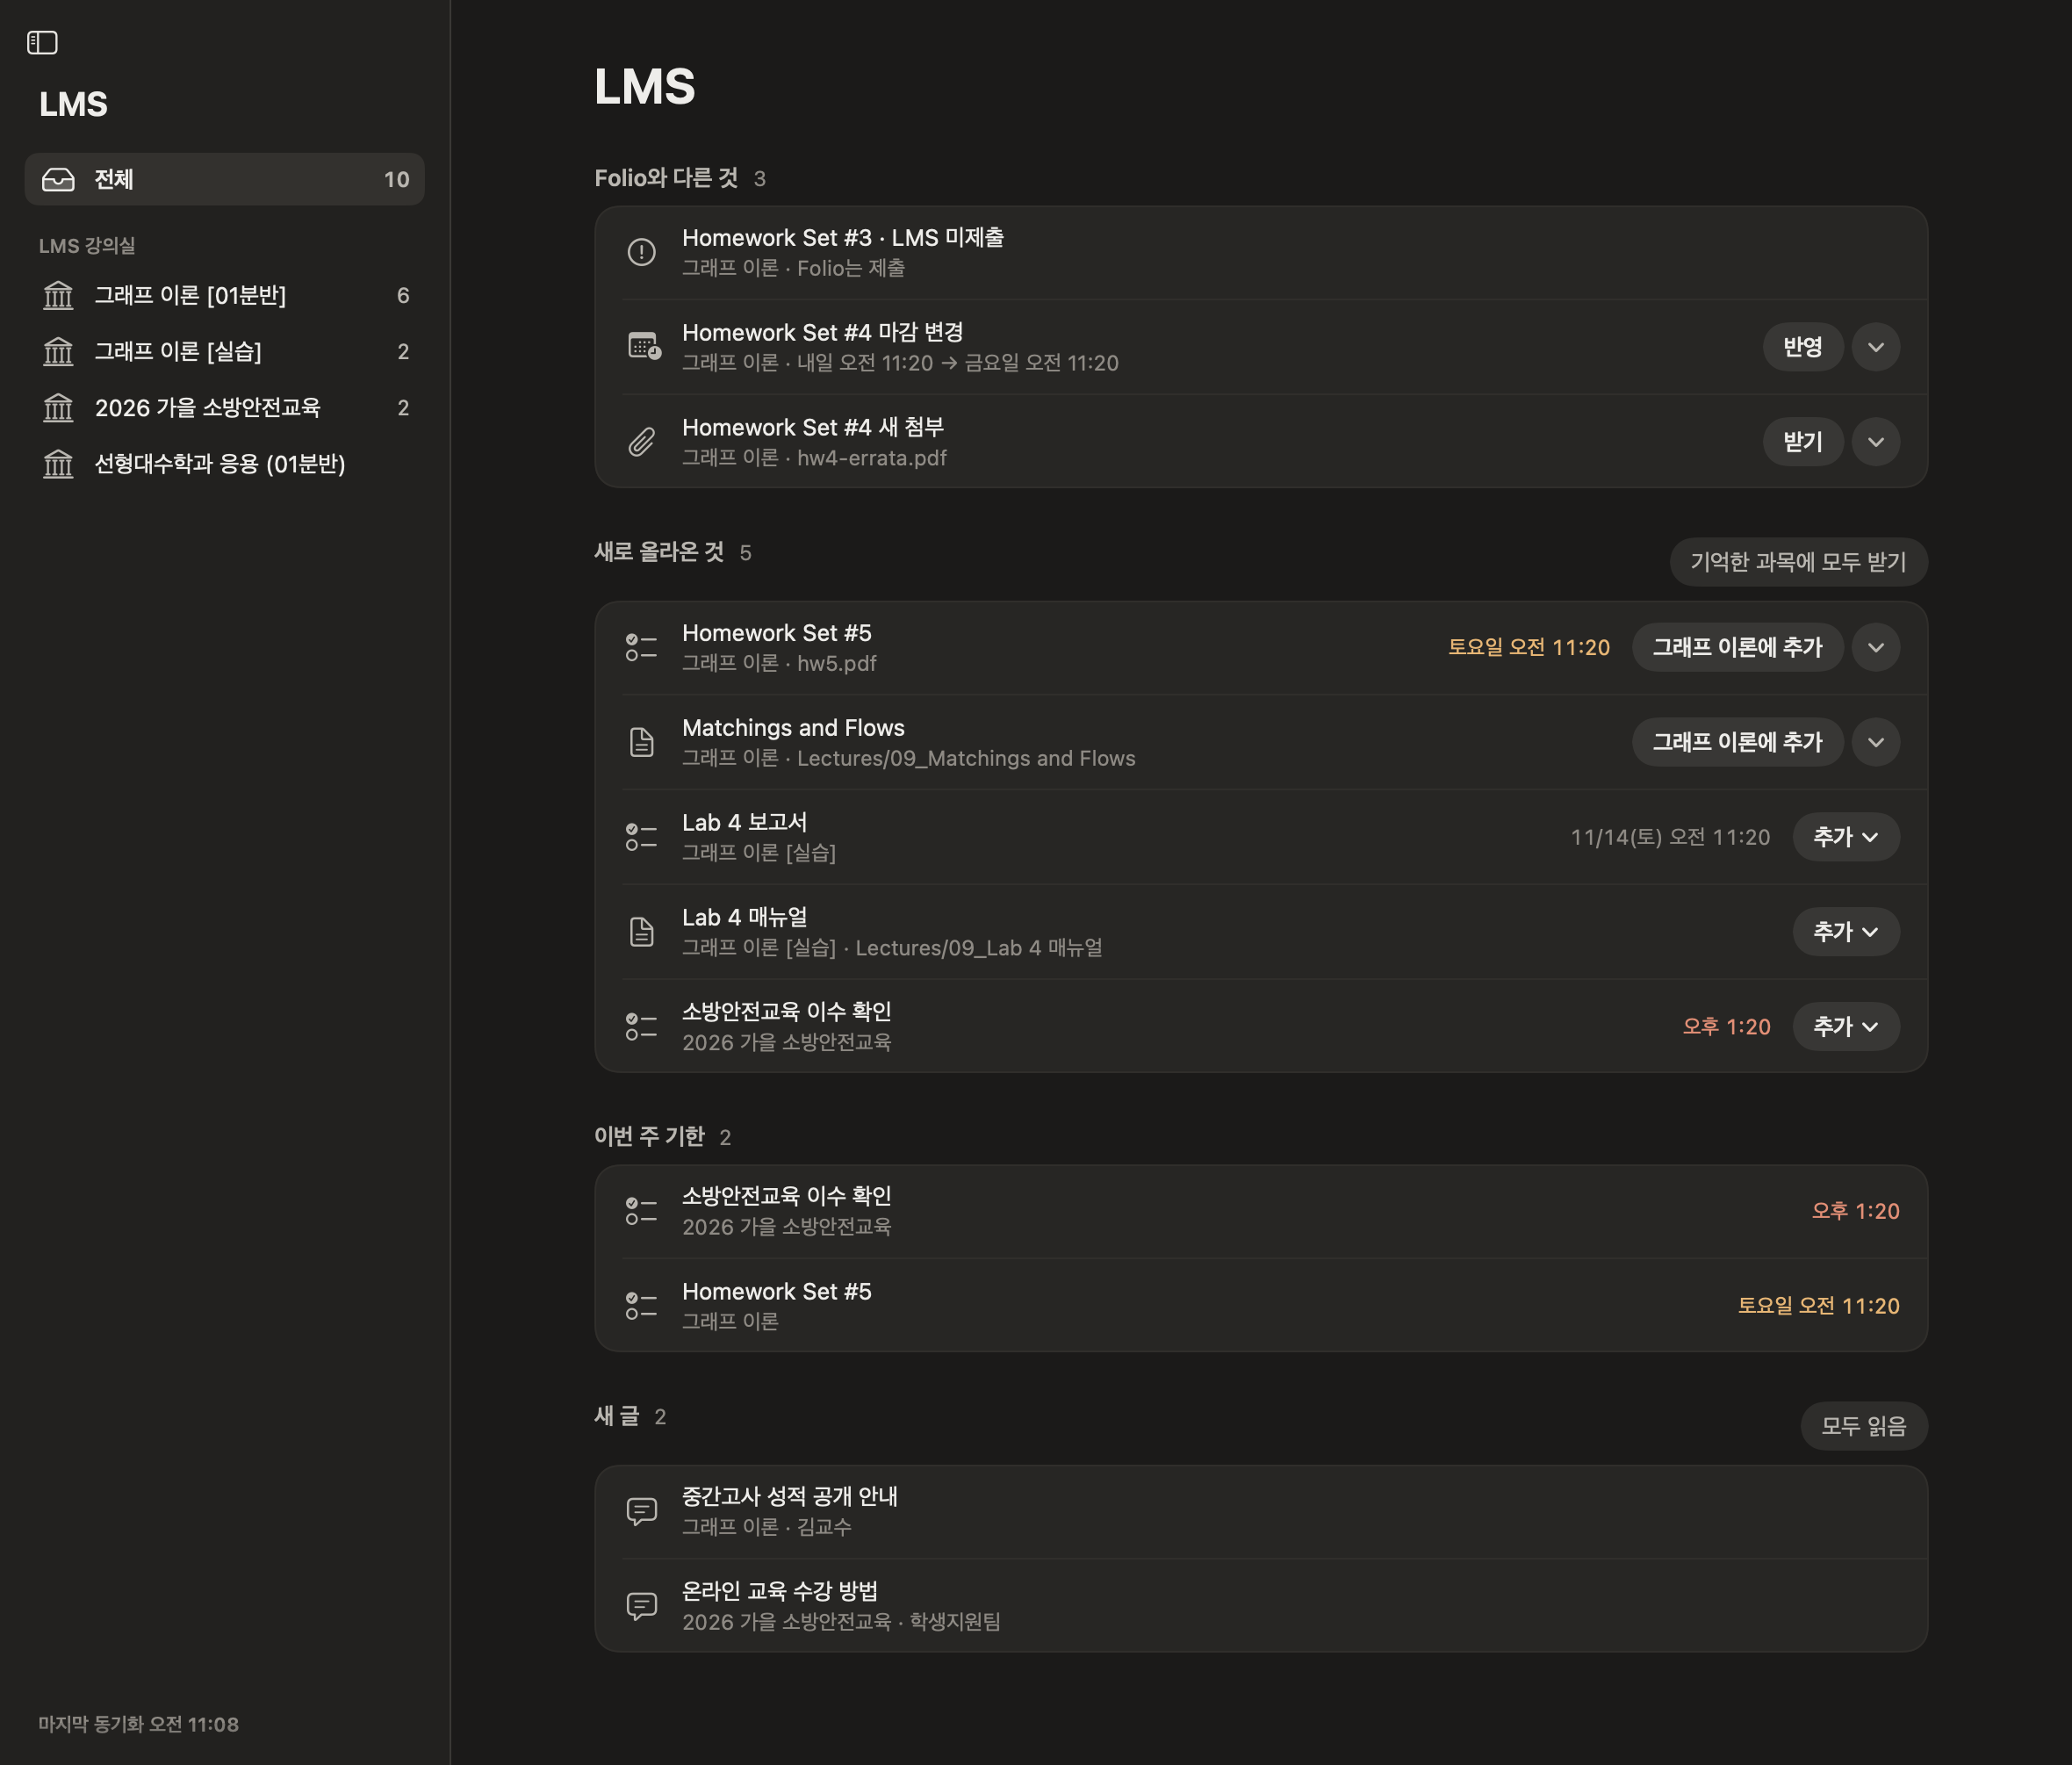 LMS
전체 10
LMS 강의실
그래프 이론 [01분반] 6
그래프 이론 [실습] 2
2026 가을 소방안전교육 2
선형대수학과 응용 (01분반)
마지막 동기화 오전 11:08
LMS
Folio와 다른 것 3
Homework Set #3 · LMS 미제출
그래프 이론 · Folio는 제출
Homework Set #4 마감 변경
그래프 이론 · 내일 오전 11:20 → 금요일 오전 11:20
반영
Homework Set #4 새 첨부
그래프 이론 · hw4-errata.pdf
받기
새로 올라온 것 5
기억한 과목에 모두 받기
Homework Set #5
그래프 이론 · hw5.pdf
토요일 오전 11:20
그래프 이론에 추가
Matchings and Flows
그래프 이론 · Lectures/09_Matchings and Flows
그래프 이론에 추가
Lab 4 보고서
그래프 이론 [실습]
11/14(토) 오전 11:20
추가
Lab 4 매뉴얼
그래프 이론 [실습] · Lectures/09_Lab 4 매뉴얼
추가
소방안전교육 이수 확인
2026 가을 소방안전교육
오후 1:20
추가
이번 주 기한 2
소방안전교육 이수 확인
2026 가을 소방안전교육
오후 1:20
Homework Set #5
그래프 이론
토요일 오전 11:20
새 글 2
모두 읽음
중간고사 성적 공개 안내
그래프 이론 · 김교수
온라인 교육 수강 방법
2026 가을 소방안전교육 · 학생지원팀